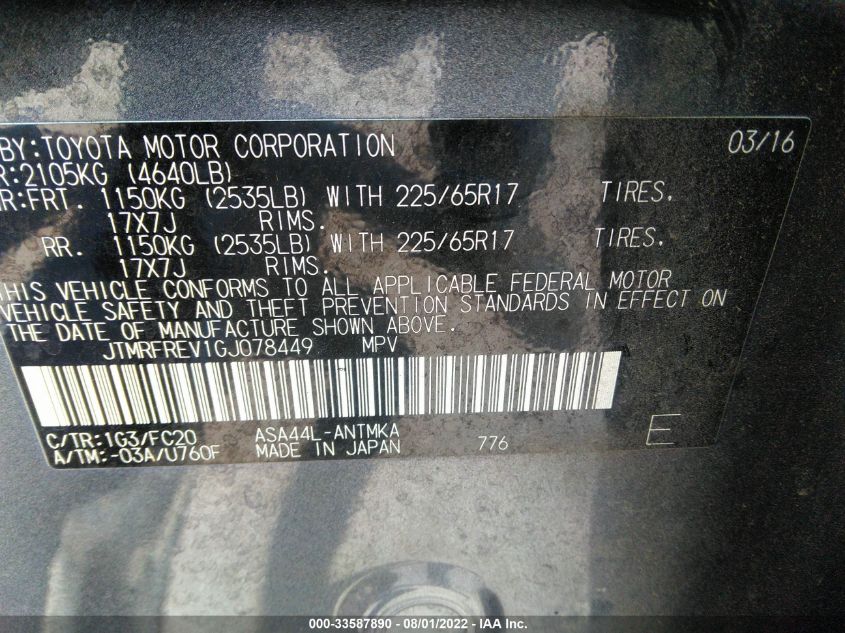 BY:TOYOTA MOTOR CORPORATION 03/16
R:2105KG (4640LB)
R:FRT. 1150KG (2535LB) WITH 225/65R17 TIRES.
17X7J RIMS.
RR. 1150KG (2535LB) WITH 225/65R17 TIRES.
17X7J RIMS.
THIS VEHICLE CONFORMS TO ALL APPLICABLE FEDERAL MOTOR
VEHICLE SAFETY AND THEFT PREVENTION STANDARDS IN EFFECT ON
THE DATE OF MANUFACTURE SHOWN ABOVE.
JTMRFREV1GJ078449 MPV
C/TR:1G3/FC20 ASA44L-ANTMKA
A/TM:-03A/U760F MADE IN JAPAN 776 E
000-33587890 - 08/01/2022 - IAA Inc.